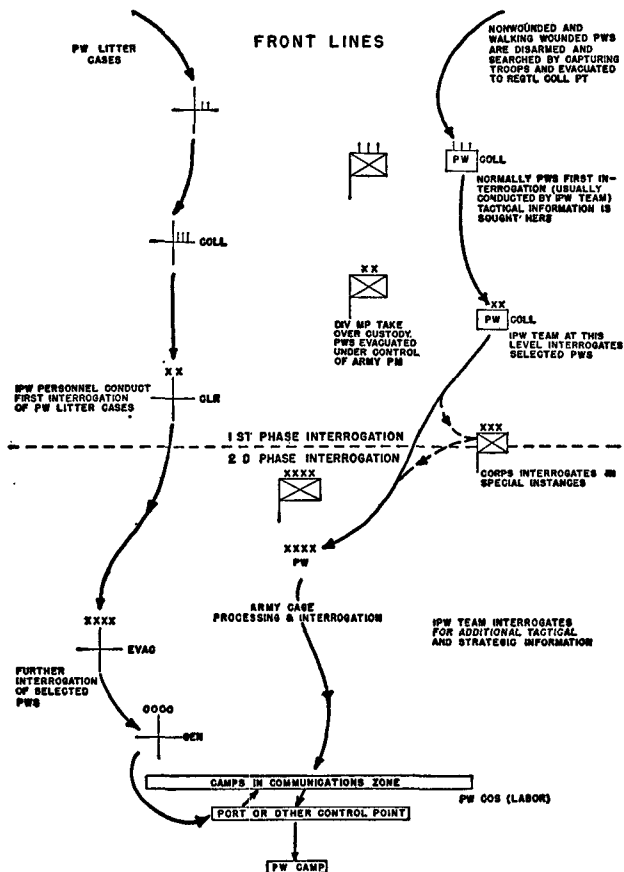 FRONT LINES
PW LITTER
CASES
NONWOUNDED AND
WALKING WOUNDED PWS
ARE DISARMED AND
SEARCHED BY CAPTURING
TROOPS AND EVACUATED
TO REGTL COLL PT
I I
I I I
I I I
PW COLL
NORMALLY PWS FIRST IN-
TERROGATION (USUALLY
CONDUCTED BY IPW TEAM)
TACTICAL INFORMATION IS
SOUGHT HERE
I I I
COLL
XX
DIV MP TAKE
OVER CUSTODY.
PWS EVACUATED
UNDER CONTROL
OF ARMY PM
XX
PW COLL
IPW TEAM AT THIS
LEVEL INTERROGATES
SELECTED PWS
XX
CLR
IPW PERSONNEL CONDUCT
FIRST INTERROGATION
OF PW LITTER CASES
1 ST PHASE INTERROGATION
2 D PHASE INTERROGATION
XXX
CORPS INTERROGATES IN
SPECIAL INSTANCES
XXXX
XXXX
PW
ARMY CAGE
PROCESSING & INTERROGATION
IPW TEAM INTERROGATES
FOR ADDITIONAL TACTICAL
AND STRATEGIC INFORMATION
XXXX
EVAC
FURTHER
INTERROGATION
OF SELECTED
PWS
OOOO
GEN
CAMPS IN COMMUNICATIONS ZONE
PW COS (LABOR)
PORT OR OTHER CONTROL POINT
PW CAMP